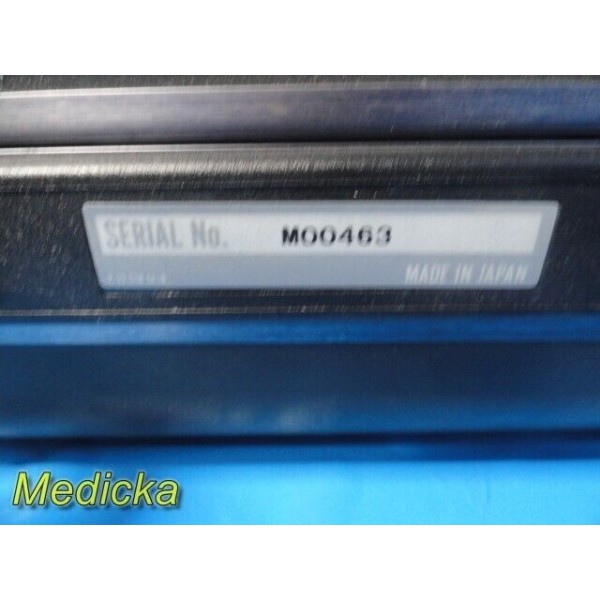 SERIAL No. M00463
MADE IN JAPAN
Medicka